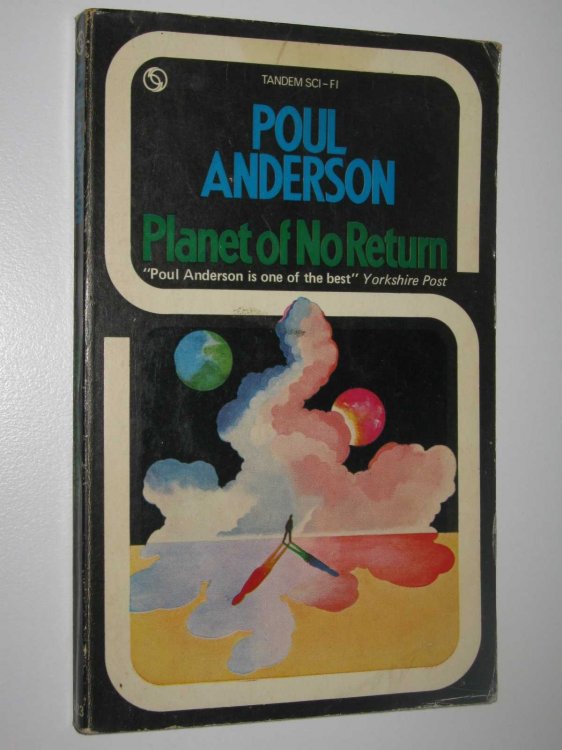 TANDEM SCI-FI
POUL
ANDERSON
Planet of No Return
"Poul Anderson is one of the best" Yorkshire Post